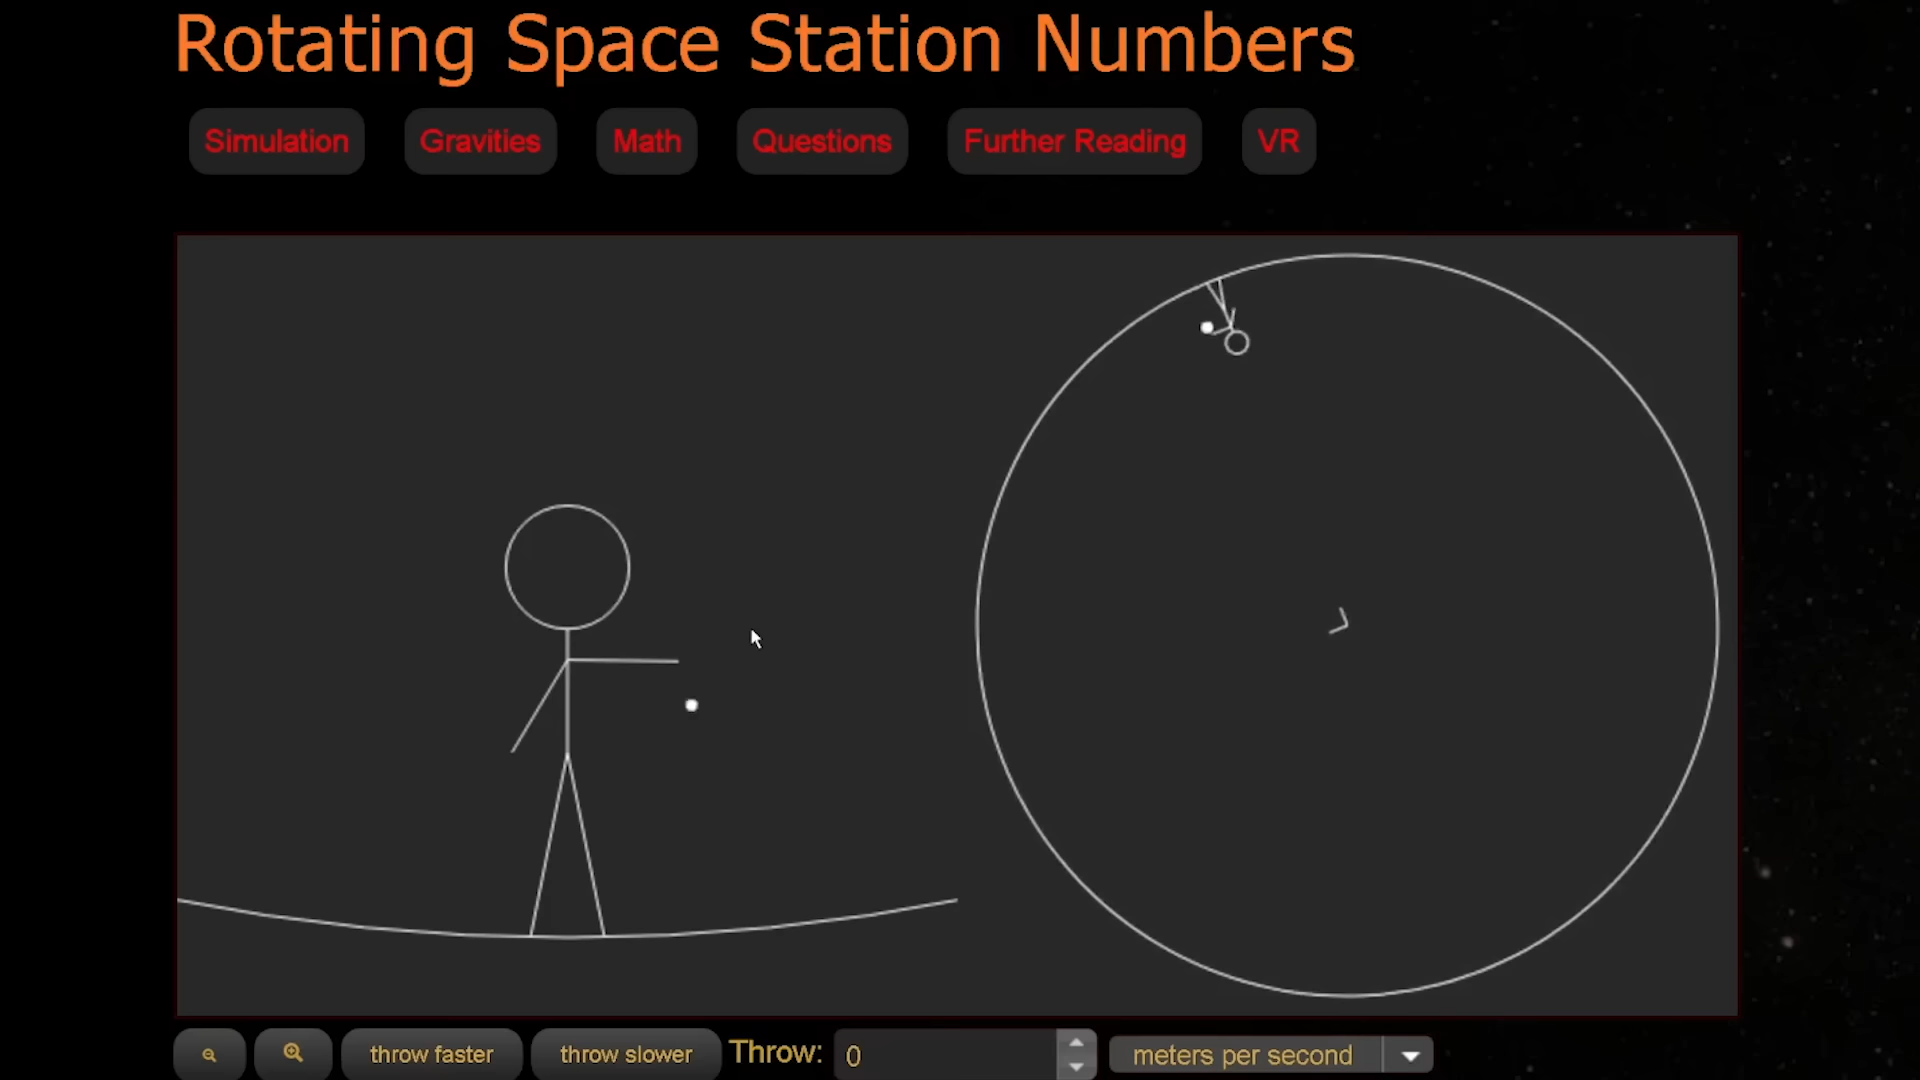 Rotating Space Station Numbers
Simulation Gravities Math Questions Further Reading VR
throw faster throw slower Throw: 0 meters per second